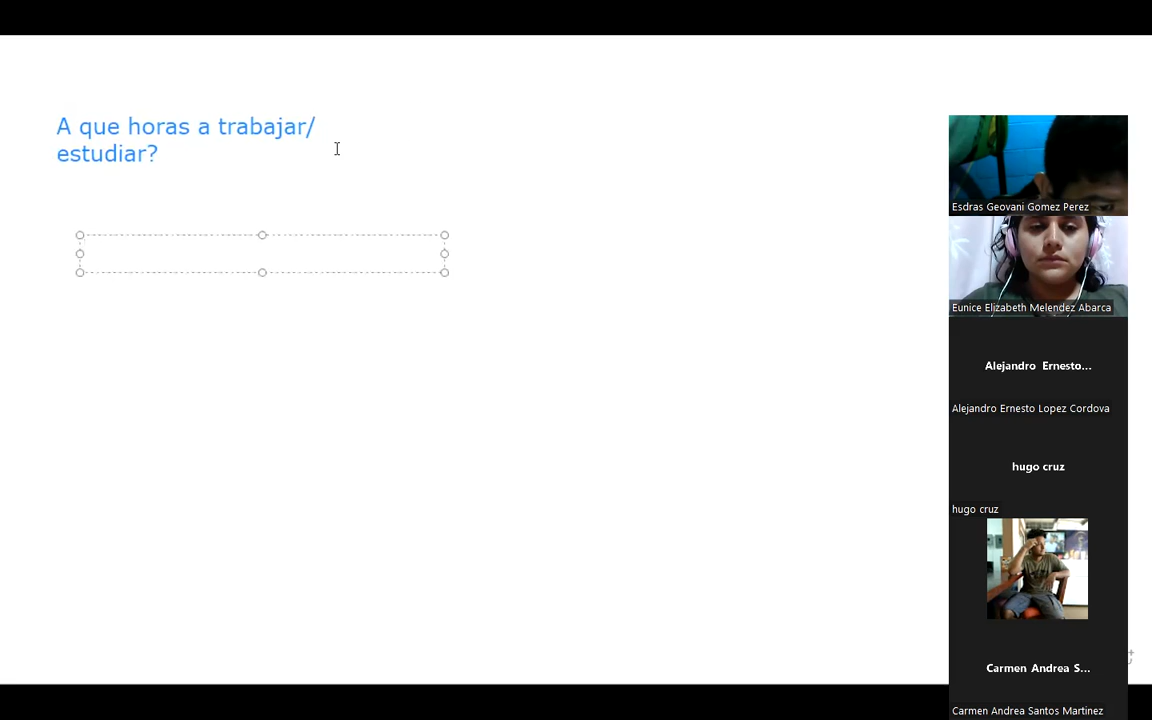 A que horas a trabajar/
estudiar?
Esdras Geovani Gomez Perez
Eunice Elizabeth Melendez Abarca
Alejandro Ernesto...
Alejandro Ernesto Lopez Cordova
hugo cruz
hugo cruz
Carmen Andrea S...
Carmen Andrea Santos Martinez